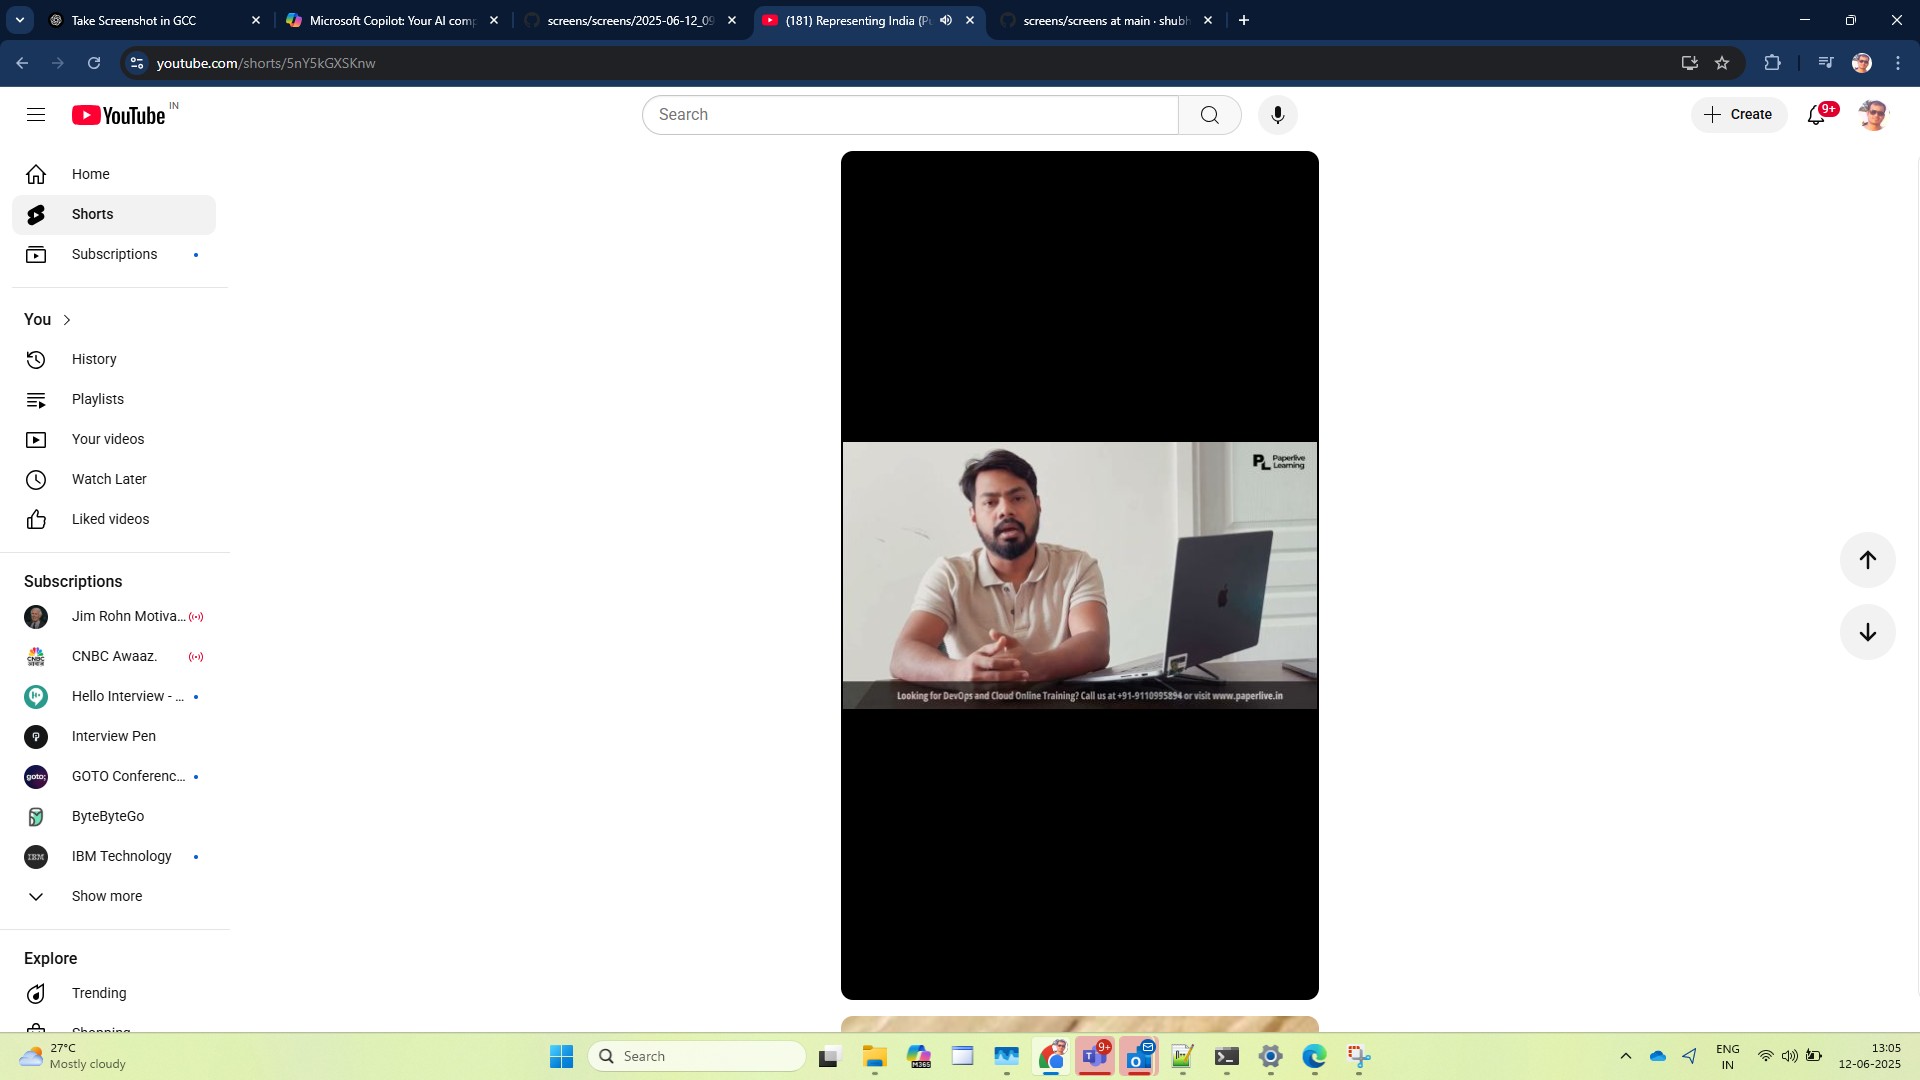 Take Screenshot in GCC
Microsoft Copilot: Your AI comp
screens/screens/2025-06-12_09
(181) Representing India (Pu
screens/screens at main · shubh
youtube.com/shorts/5nY5kGXSKnw
YouTube IN
Search
Create
9+
Home
Shorts
Subscriptions
You
History
Playlists
Your videos
Watch Later
Liked videos
Subscriptions
Jim Rohn Motiva...
CNBC Awaaz.
Hello Interview - ...
Interview Pen
GOTO Conferenc...
ByteByteGo
IBM Technology
Show more
Explore
Trending
Shopping
PL Paperlive
Learning
Looking for DevOps and Cloud Online Training? Call us at +91-9110995894 or visit www.paperlive.in
27°C
Mostly cloudy
Search
M365
9+
ENG
IN
13:05
12-06-2025